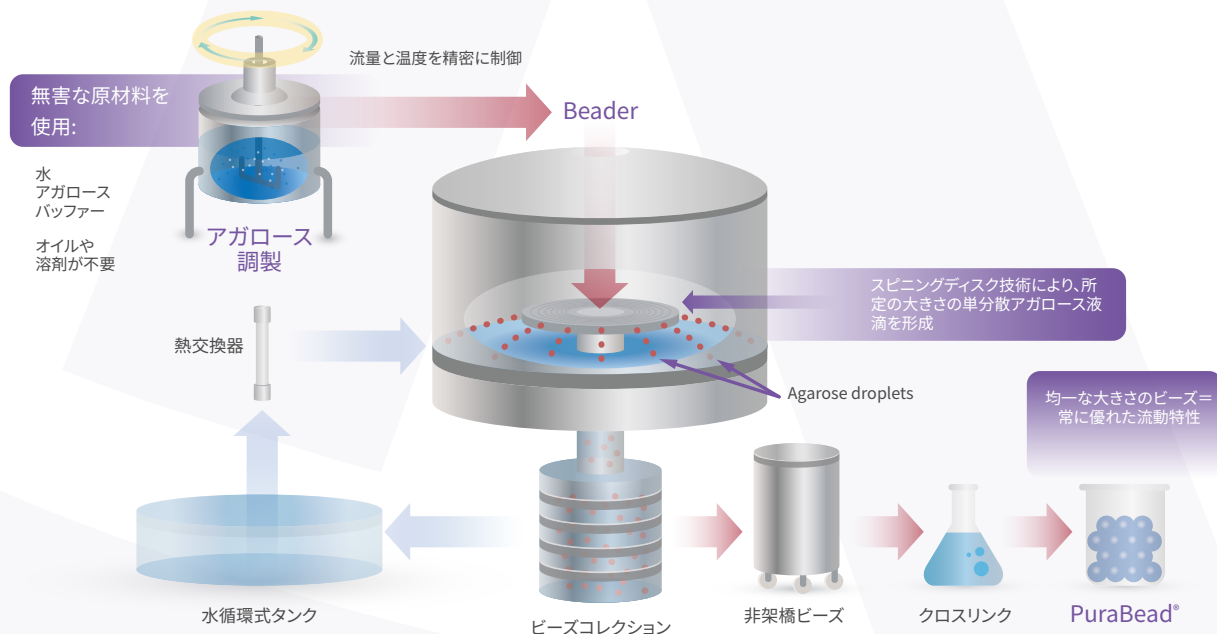 流量と温度を精密に制御
無害な原材料を
使用:
Beader
水
アガロース
バッファー
オイルや
溶剤が不要
アガロース
調製
スピニングディスク技術により、所
定の大きさの単分散アガロース液
滴を形成
熱交換器
Agarose droplets
均一な大きさのビーズ＝
常に優れた流動特性
水循環式タンク
ビーズコレクション
非架橋ビーズ
クロスリンク
PuraBead®